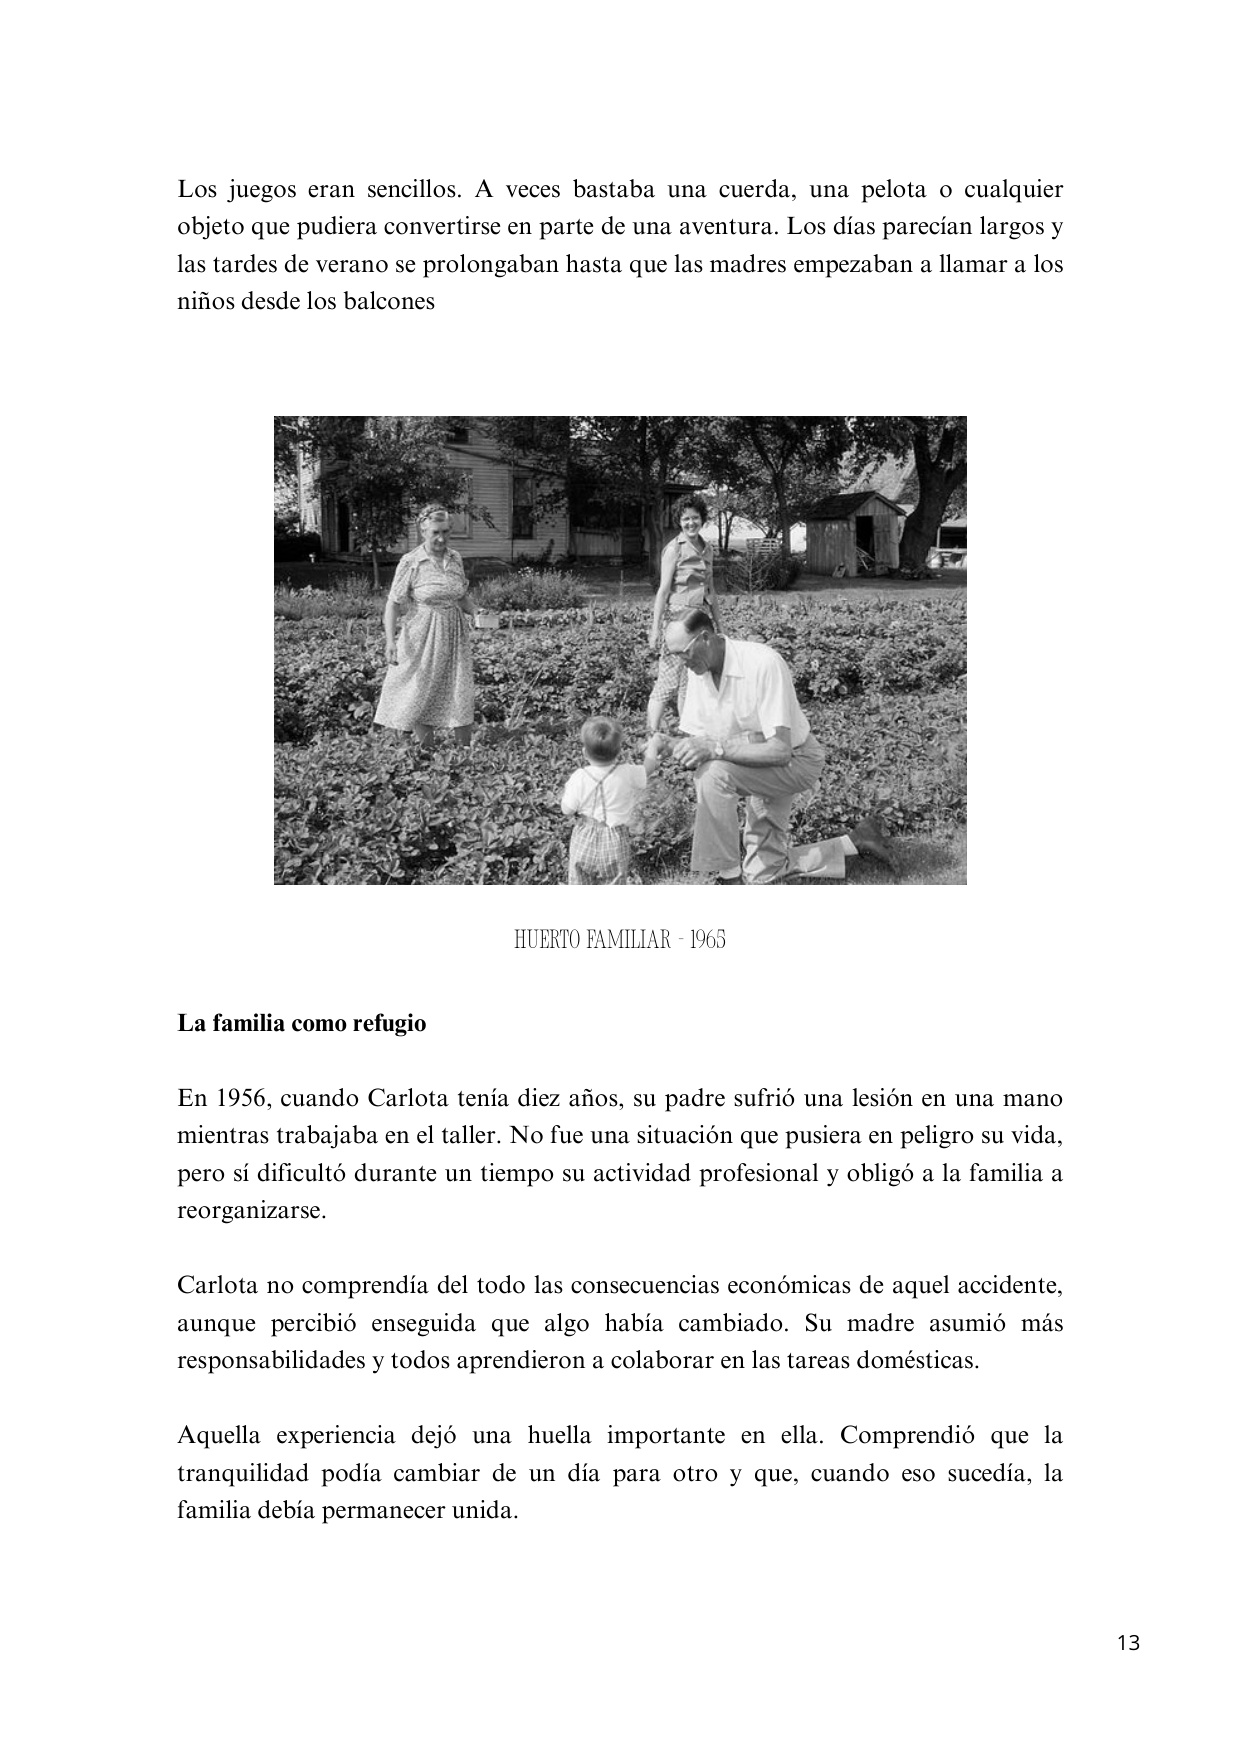 Los juegos eran sencillos. A veces bastaba una cuerda, una pelota o cualquier
objeto que pudiera convertirse en parte de una aventura. Los días parecían largos y
las tardes de verano se prolongaban hasta que las madres empezaban a llamar a los
niños desde los balcones
HUERTO FAMILIAR - 1965
La familia como refugio
En 1956, cuando Carlota tenía diez años, su padre sufrió una lesión en una mano
mientras trabajaba en el taller. No fue una situación que pusiera en peligro su vida,
pero sí dificultó durante un tiempo su actividad profesional y obligó a la familia a
reorganizarse.
Carlota no comprendía del todo las consecuencias económicas de aquel accidente,
aunque percibió enseguida que algo había cambiado. Su madre asumió más
responsabilidades y todos aprendieron a colaborar en las tareas domésticas.
Aquella experiencia dejó una huella importante en ella. Comprendió que la
tranquilidad podía cambiar de un día para otro y que, cuando eso sucedía, la
familia debía permanecer unida.
13